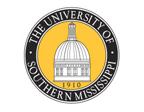 THE UNIVERSITY OF
SOUTHERN MISSISSIPPI
1910